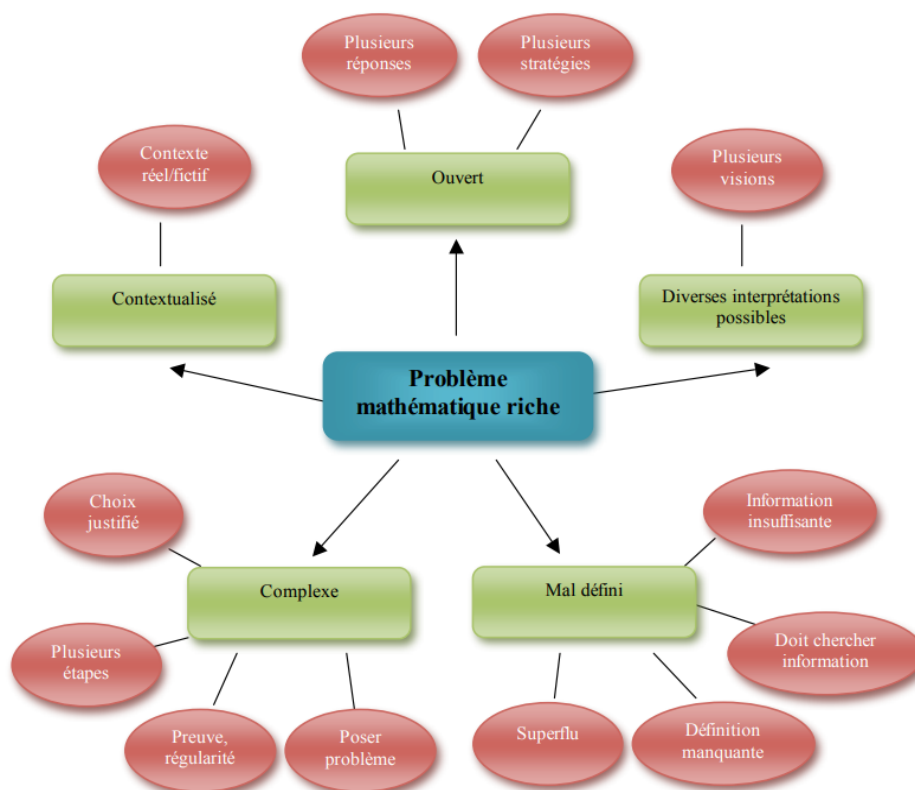 Plusieurs
réponses
Plusieurs
stratégies
Contexte
réel/fictif
Ouvert
Plusieurs
visions
Contextualisé
Diverses interprétations
possibles
Problème
mathématique riche
Choix
justifié
Information
insuffisante
Complexe
Mal défini
Plusieurs
étapes
Doit chercher
information
Preuve,
régularité
Poser
problème
Superflu
Définition
manquante